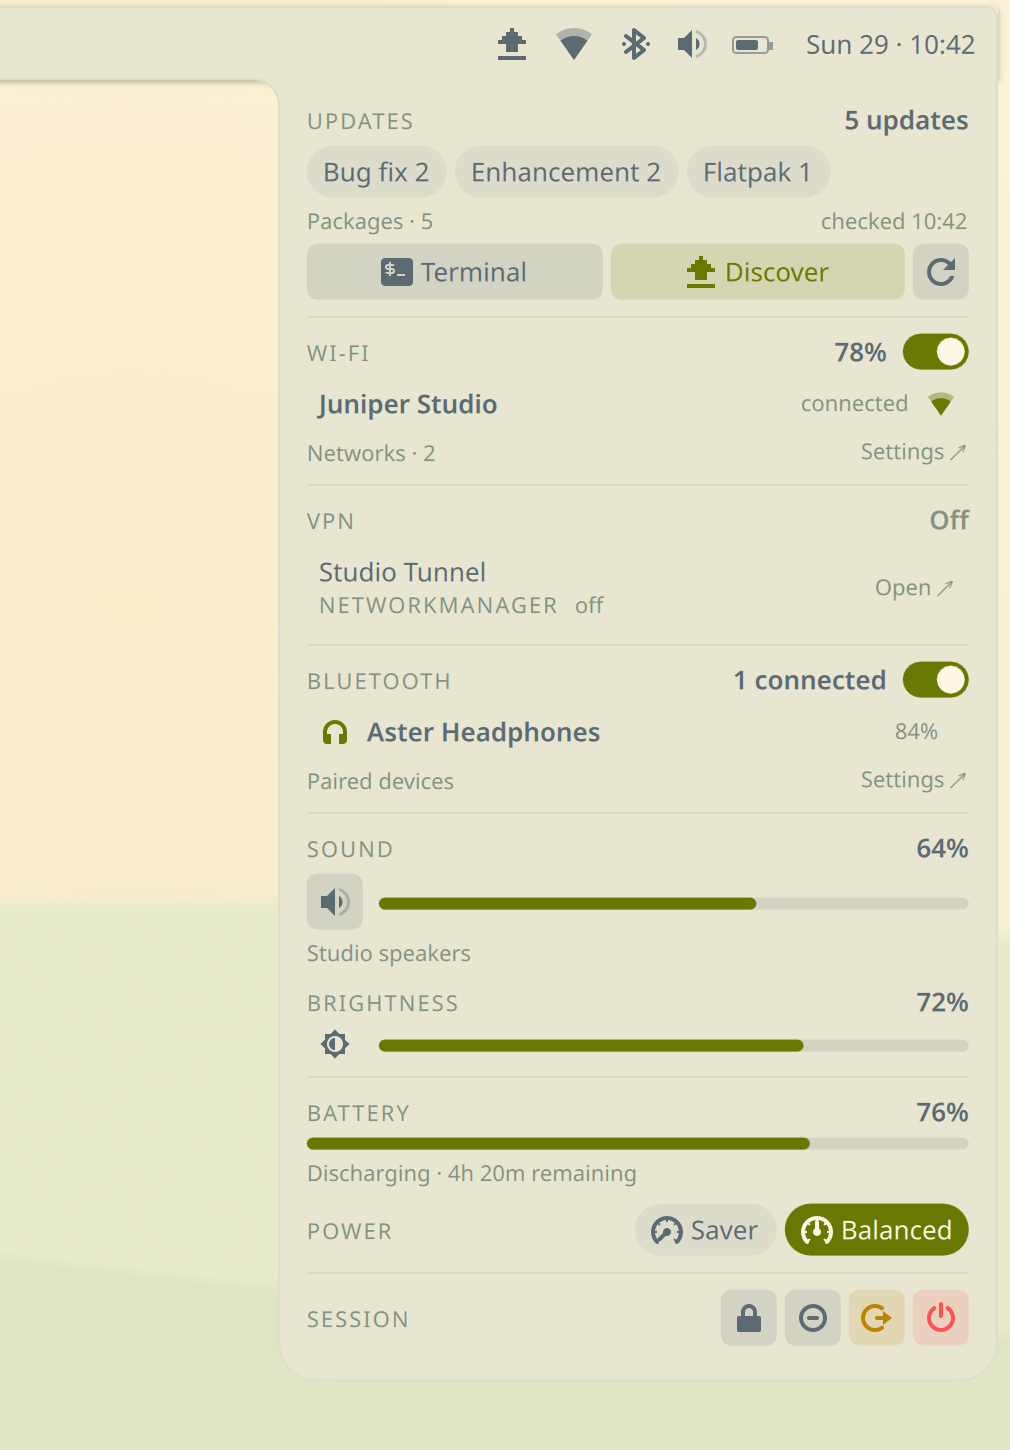 Sun 29 · 10:42
UPDATES 5 updates
Bug fix 2 Enhancement 2 Flatpak 1
Packages · 5 checked 10:42
$_ Terminal Discover
WI-FI 78%
Juniper Studio connected
Networks · 2 Settings ↗
VPN Off
Studio Tunnel
NETWORKMANAGER off Open ↗
BLUETOOTH 1 connected
Aster Headphones 84%
Paired devices Settings ↗
SOUND 64%
Studio speakers
BRIGHTNESS 72%
BATTERY 76%
Discharging · 4h 20m remaining
POWER Saver Balanced
SESSION